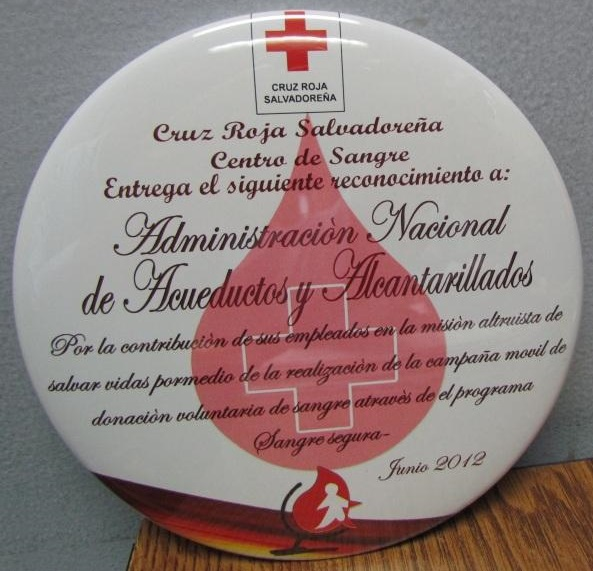 CRUZ ROJA
SALVADOREÑA
Cruz Roja Salvadoreña
Centro de Sangre
Entrega el siguiente reconocimiento a:
Administraciòn Nacional
de Acueductos y Alcantarillados
Por la contribuciòn de sus empleados en la misiòn altruista de
salvar vidas pormedio de la realizaciòn de la campaña movil de
donaciòn voluntaria de sangre atravès de el programa
Sangre segura-
Junio 2012